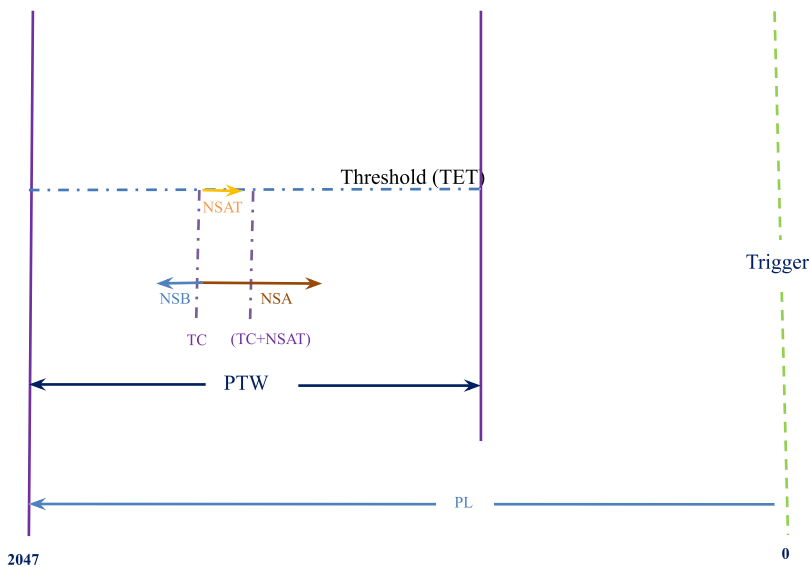 Threshold (TET)
NSAT
Trigger
NSB
NSA
TC
(TC+NSAT)
PTW
PL
2047
0